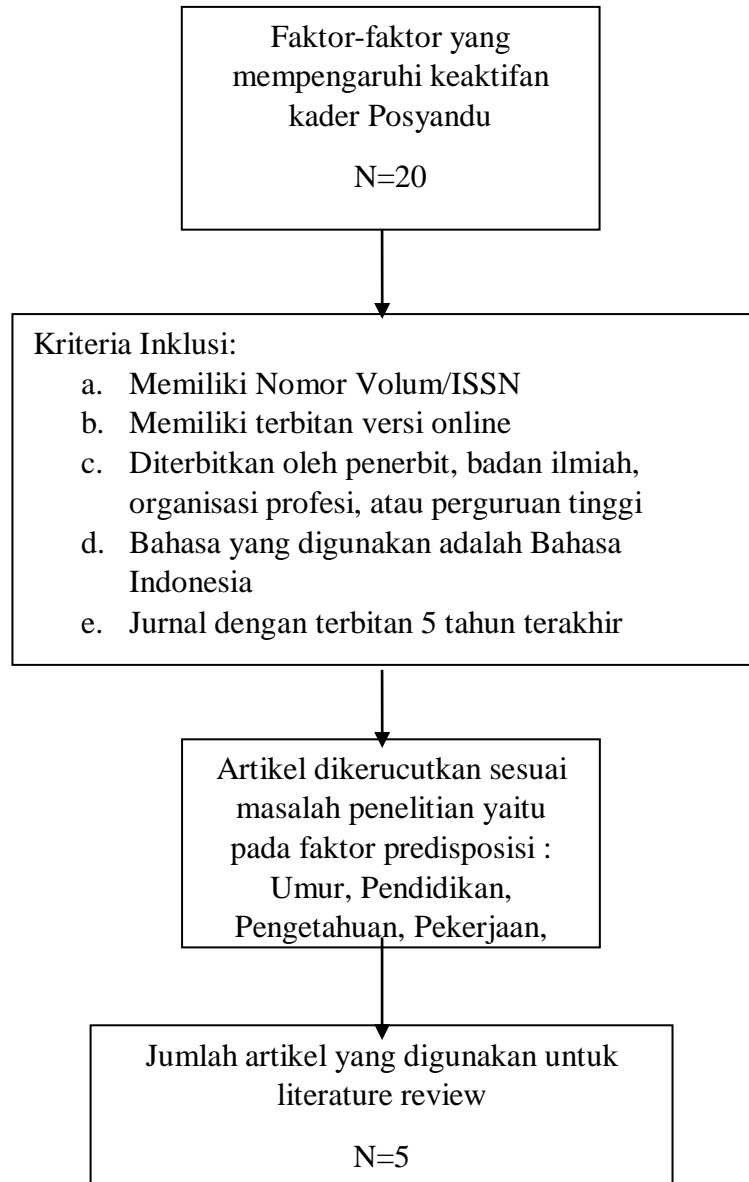 Faktor-faktor yang
mempengaruhi keaktifan
kader Posyandu
N=20
Kriteria Inklusi:
a. Memiliki Nomor Volum/ISSN
b. Memiliki terbitan versi online
c. Diterbitkan oleh penerbit, badan ilmiah,
organisasi profesi, atau perguruan tinggi
d. Bahasa yang digunakan adalah Bahasa
Indonesia
e. Jurnal dengan terbitan 5 tahun terakhir
Artikel dikerucutkan sesuai
masalah penelitian yaitu
pada faktor predisposisi :
Umur, Pendidikan,
Pengetahuan, Pekerjaan,
Jumlah artikel yang digunakan untuk
literature review
N=5